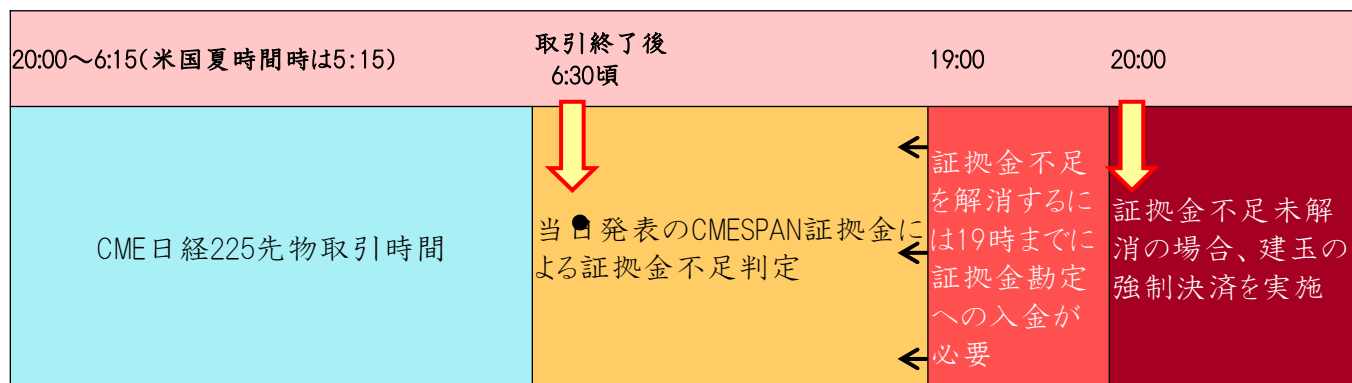 20:00～6:15(米国夏時間時は5:15)
取引終了後
6:30頃
19:00
20:00
CME日経225先物取引時間
当日発表のCMESPAN証拠金に
よる証拠金不足判定
証拠金不足
を解消するに
は19時までに
証拠金勘定
への入金が
必要
証拠金不足未解
消の場合、建玉の
強制決済を実施